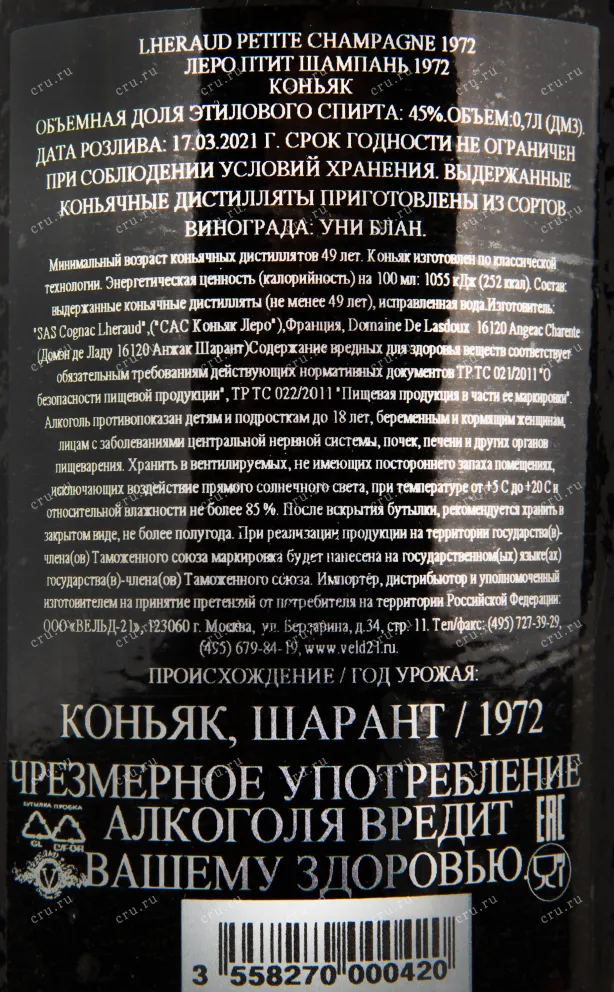 LHERAUD PETITE CHAMPAGNE 1972
ЛЕРО ПТИТ ШАМПАНЬ 1972
КОНЬЯК
ОБЪЕМНАЯ ДОЛЯ ЭТИЛОВОГО СПИРТА: 45%.ОБЪЕМ:0,7Л (ДМ3).
ДАТА РОЗЛИВА: 17.03.2021 Г. СРОК ГОДНОСТИ НЕ ОГРАНИЧЕН
ПРИ СОБЛЮДЕНИИ УСЛОВИЙ ХРАНЕНИЯ. ВЫДЕРЖАННЫЕ
КОНЬЯЧНЫЕ ДИСТИЛЛЯТЫ ПРИГОТОВЛЕНЫ ИЗ СОРТОВ
ВИНОГРАДА: УНИ БЛАН.
Минимальный возраст коньячных дистиллятов 49 лет. Коньяк изготовлен по классической
технологии. Энергетическая ценность (калорийность) на 100 мл: 1055 кДж (252 ккал). Состав:
выдержанные коньячные дистилляты (не менее 49 лет), исправленная вода.Изготовитель:
"SAS Cognac Lheraud",("САС Коньяк Леро"),Франция, Domaine De Lasdoux 16120 Angeac Charente
(Домэн де Ладу 16120 Анжак Шарант)Содержание вредных для здоровья веществ соответствует
обязательным требованиям действующих нормативных документов ТР ТС 021/2011 "О
безопасности пищевой продукции", ТР ТС 022/2011 "Пищевая продукция в части ее маркировки".
Алкоголь противопоказан детям и подросткам до 18 лет, беременным и кормящим женщинам,
лицам с заболеваниями центральной нервной системы, почек, печени и других органов
пищеварения. Хранить в вентилируемых, не имеющих постороннего запаха помещениях,
исключающих воздействие прямого солнечного света, при температуре от +5 С до +20 С и
относительной влажности не более 85 %. После вскрытия бутылки, рекомендуется хранить в
закрытом виде, не более полугода. При реализации продукции на территории государства(в)-
члена(ов) Таможенного союза маркировка будет нанесена на государственном(ых) языке(ах)
государства(в)-члена(ов) Таможенного союза. Импортёр, дистрибьютор и уполномоченный
изготовителем на принятие претензий от потребителя на территории Российской Федерации:
ООО«ВЕЛЬД-21», 123060 г. Москва, ул. Берзарина, д.34, стр. 11. Тел/факс: (495) 727-39-29,
(495) 679-84-19, www.veld21.ru.
ПРОИСХОЖДЕНИЕ / ГОД УРОЖАЯ:
КОНЬЯК, ШАРАНТ / 1972
ЧРЕЗМЕРНОЕ УПОТРЕБЛЕНИЕ
АЛКОГОЛЯ ВРЕДИТ
ВАШЕМУ ЗДОРОВЬЮ.
БУТЫЛКА ПРОБКА
GL C/FOR
EAC
V
3 558270 000420
cru.ru